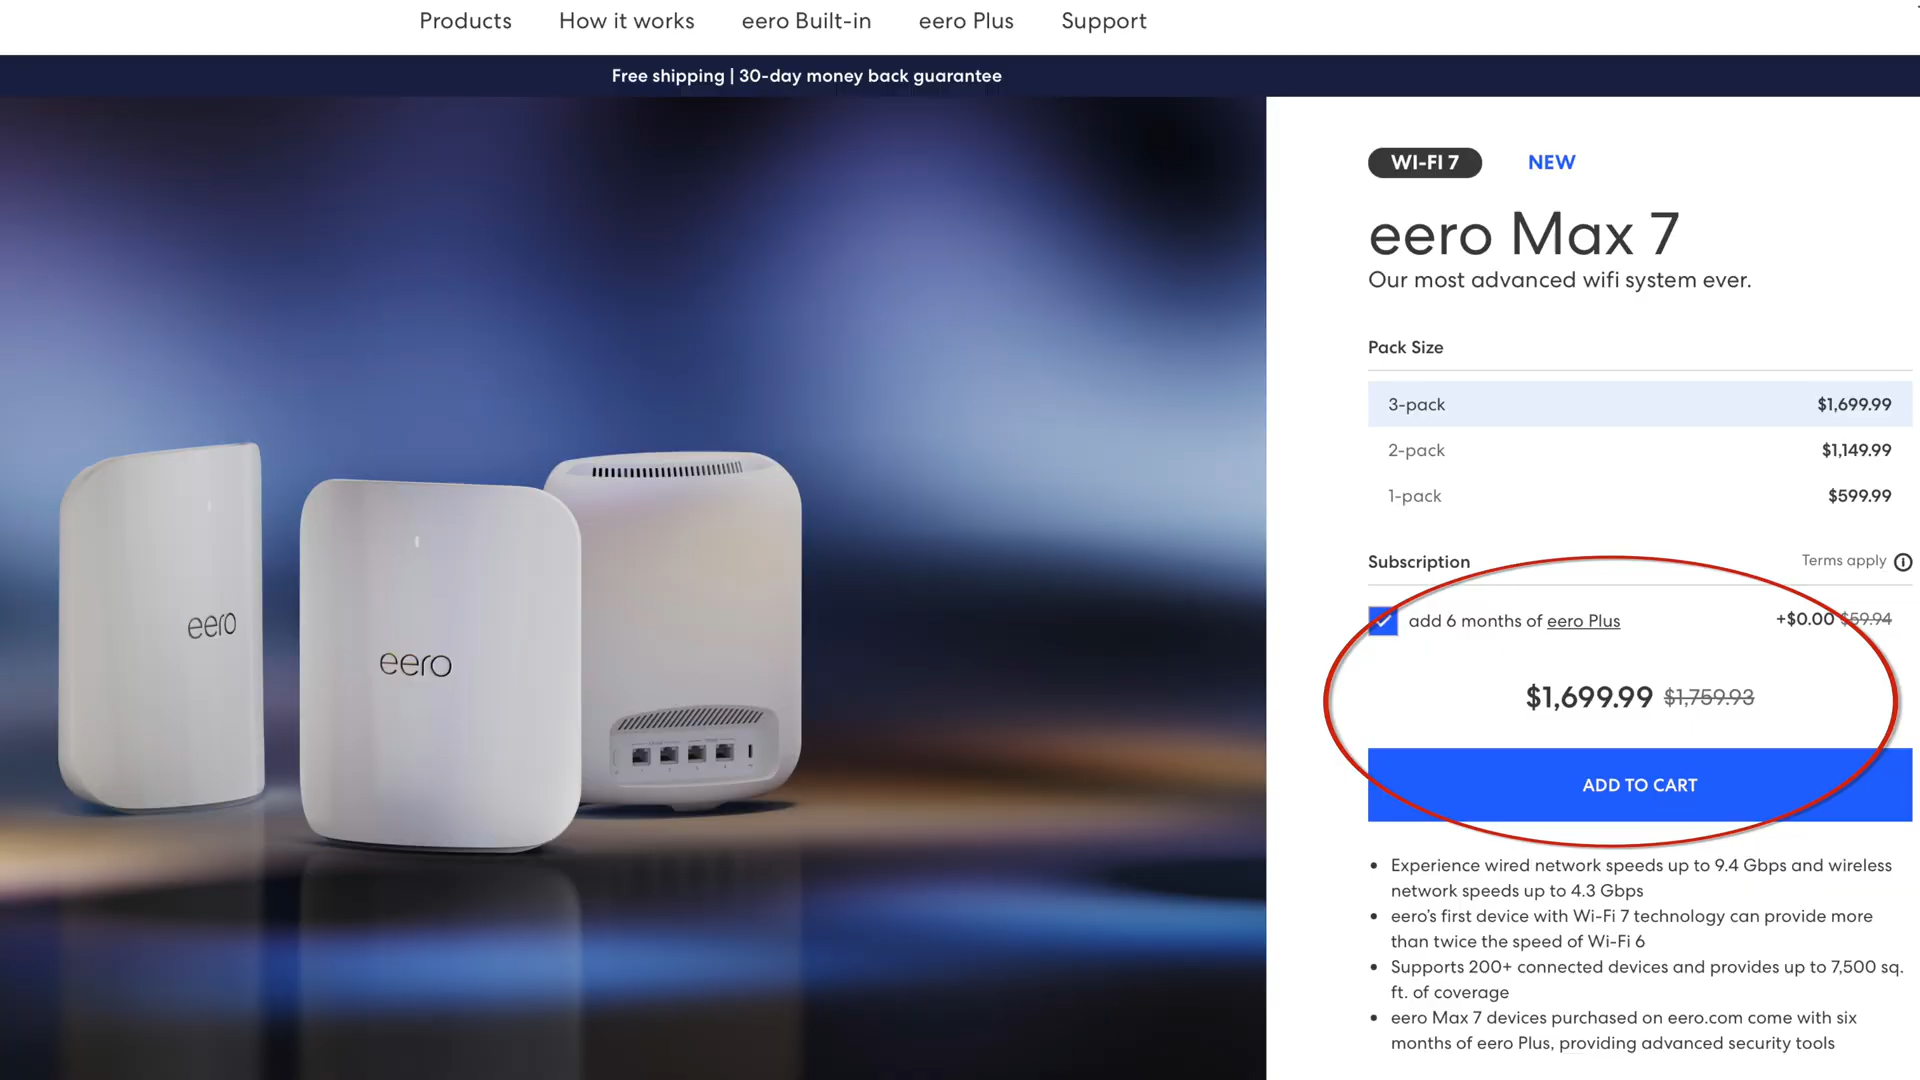 Products How it works eero Built-in eero Plus Support
Free shipping | 30-day money back guarantee
WI-FI 7 NEW
eero Max 7
Our most advanced wifi system ever.
Pack Size
3-pack $1,699.99
2-pack $1,149.99
1-pack $599.99
Subscription Terms apply
add 6 months of eero Plus +$0.00 $59.94
$1,699.99 $1,759.93
ADD TO CART
• Experience wired network speeds up to 9.4 Gbps and wireless
network speeds up to 4.3 Gbps
• eero's first device with Wi-Fi 7 technology can provide more
than twice the speed of Wi-Fi 6
• Supports 200+ connected devices and provides up to 7,500 sq.
ft. of coverage
• eero Max 7 devices purchased on eero.com come with six
months of eero Plus, providing advanced security tools
eero
eero